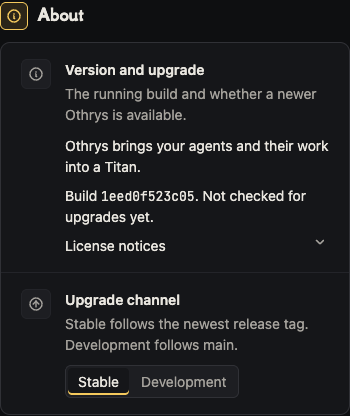 About
Version and upgrade
The running build and whether a newer
Othrys is available.
Othrys brings your agents and their work
into a Titan.
Build 1eed0f523c05. Not checked for
upgrades yet.
License notices
Upgrade channel
Stable follows the newest release tag.
Development follows main.
Stable Development